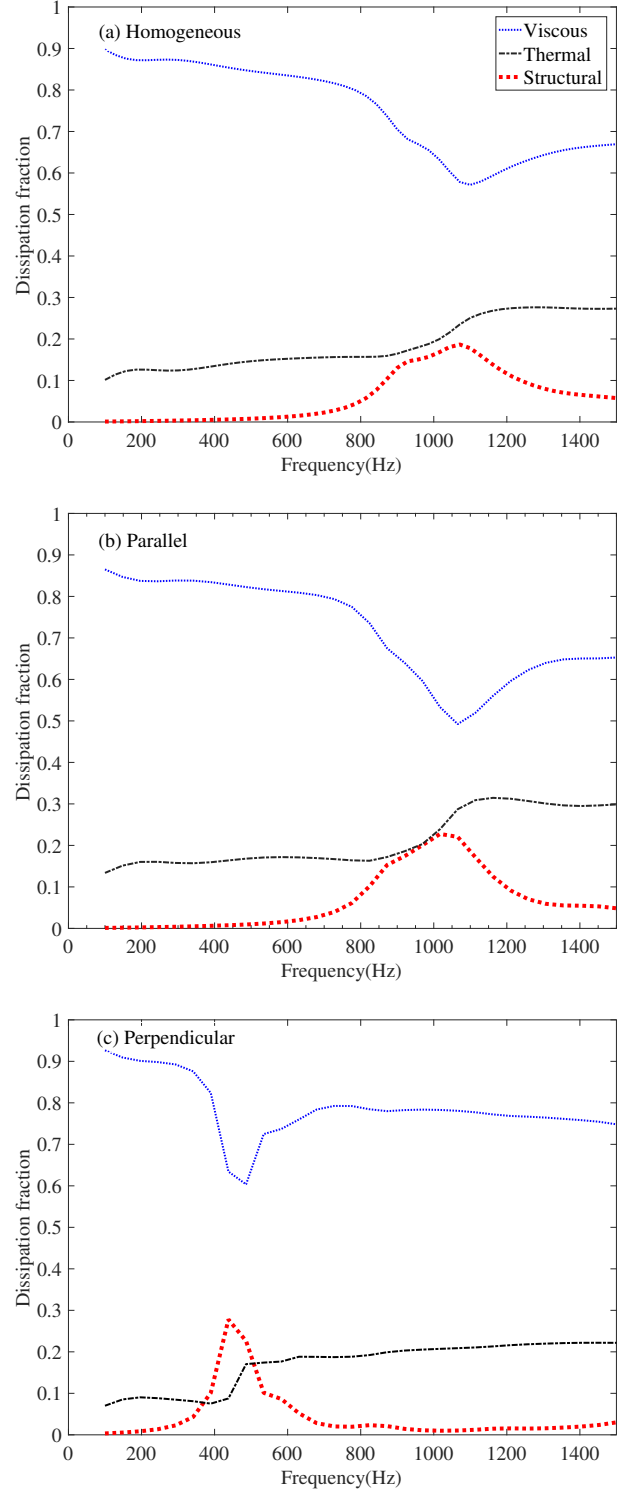 (a) Homogeneous
Viscous
Thermal
Structural
1
0.9
0.8
0.7
0.6
0.5
0.4
0.3
0.2
0.1
0
Dissipation fraction
0 200 400 600 800 1000 1200 1400
Frequency(Hz)
(b) Parallel
1
0.9
0.8
0.7
0.6
0.5
0.4
0.3
0.2
0.1
0
Dissipation fraction
0 200 400 600 800 1000 1200 1400
Frequency(Hz)
(c) Perpendicular
1
0.9
0.8
0.7
0.6
0.5
0.4
0.3
0.2
0.1
0
Dissipation fraction
0 200 400 600 800 1000 1200 1400
Frequency(Hz)